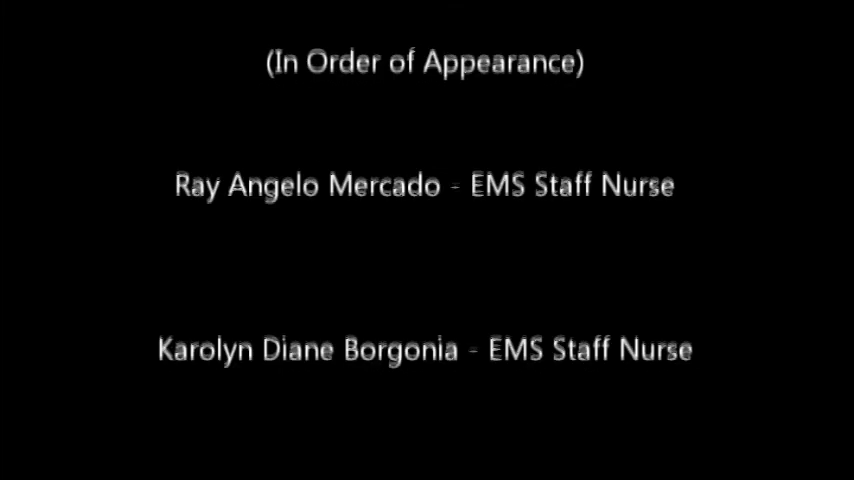 (In Order of Appearance)
Ray Angelo Mercado - EMS Staff Nurse
Karolyn Diane Borgonia - EMS Staff Nurse